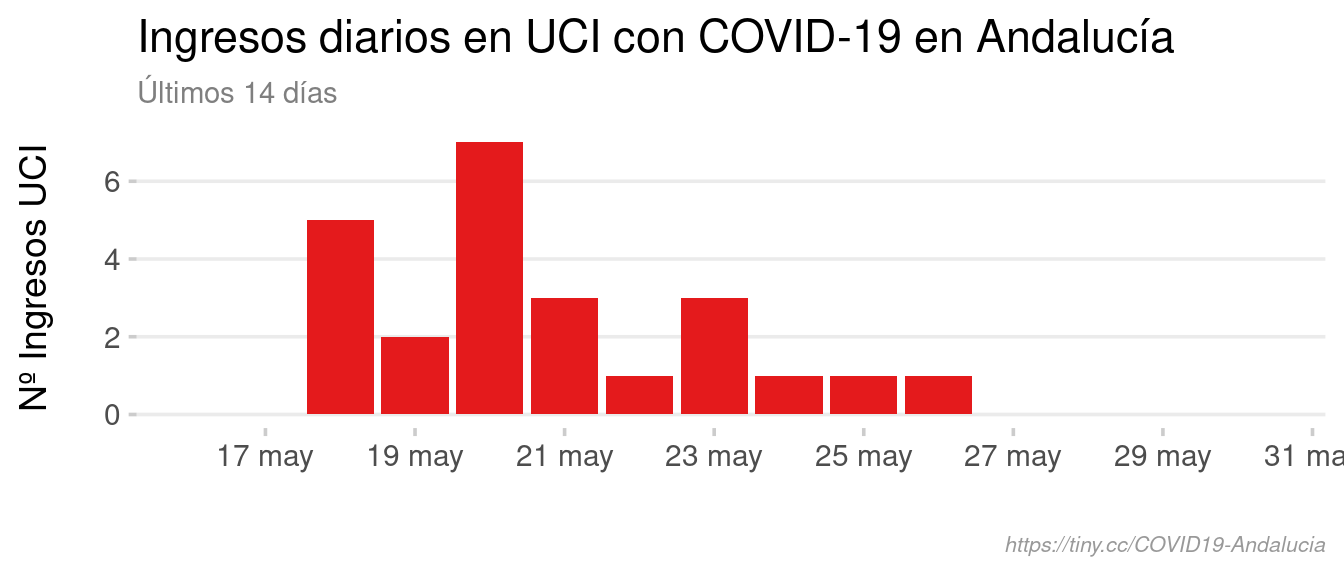 Ingresos diarios en UCI con COVID-19 en Andalucía
Últimos 14 días
Nº Ingresos UCI
6
4
2
0
17 may 19 may 21 may 23 may 25 may 27 may 29 may 31 ma
https://tiny.cc/COVID19-Andalucia